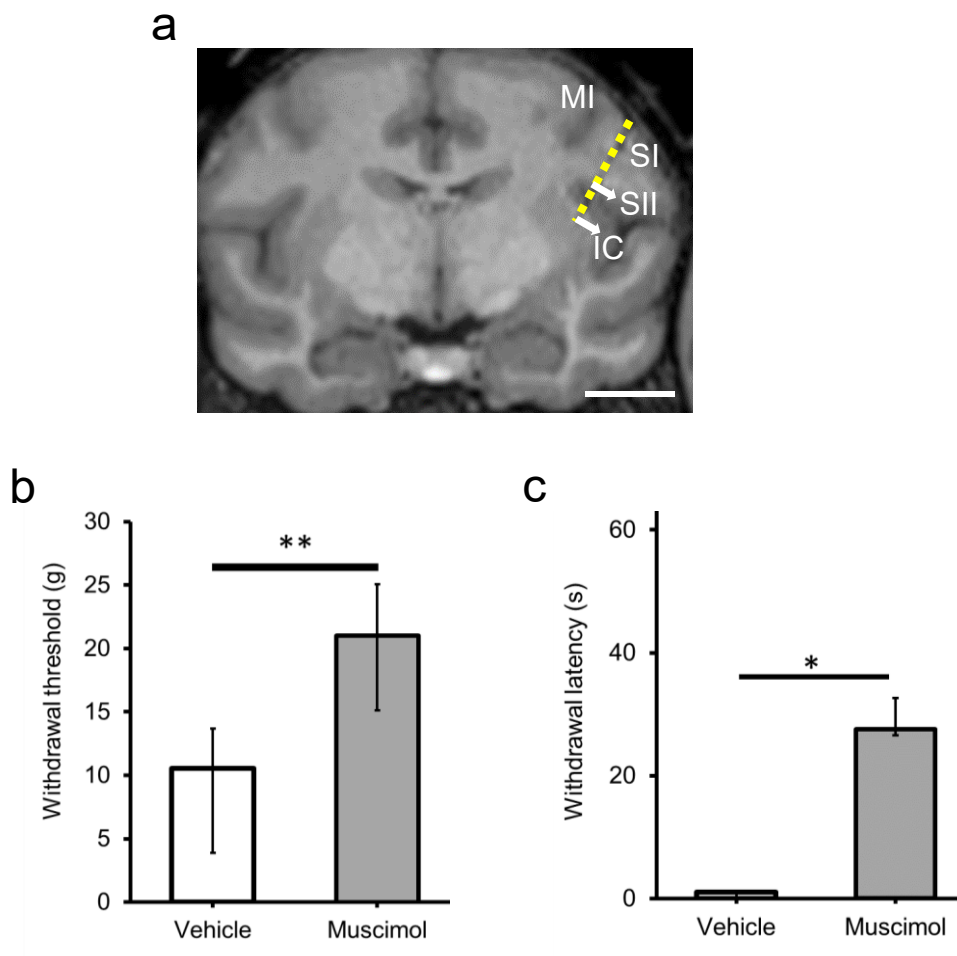 a
MI
SI
SII
IC
b
Withdrawal threshold (g)
30
25
20
15
10
5
0
**
Vehicle
Muscimol
c
Withdrawal latency (s)
60
40
20
0
*
Vehicle
Muscimol